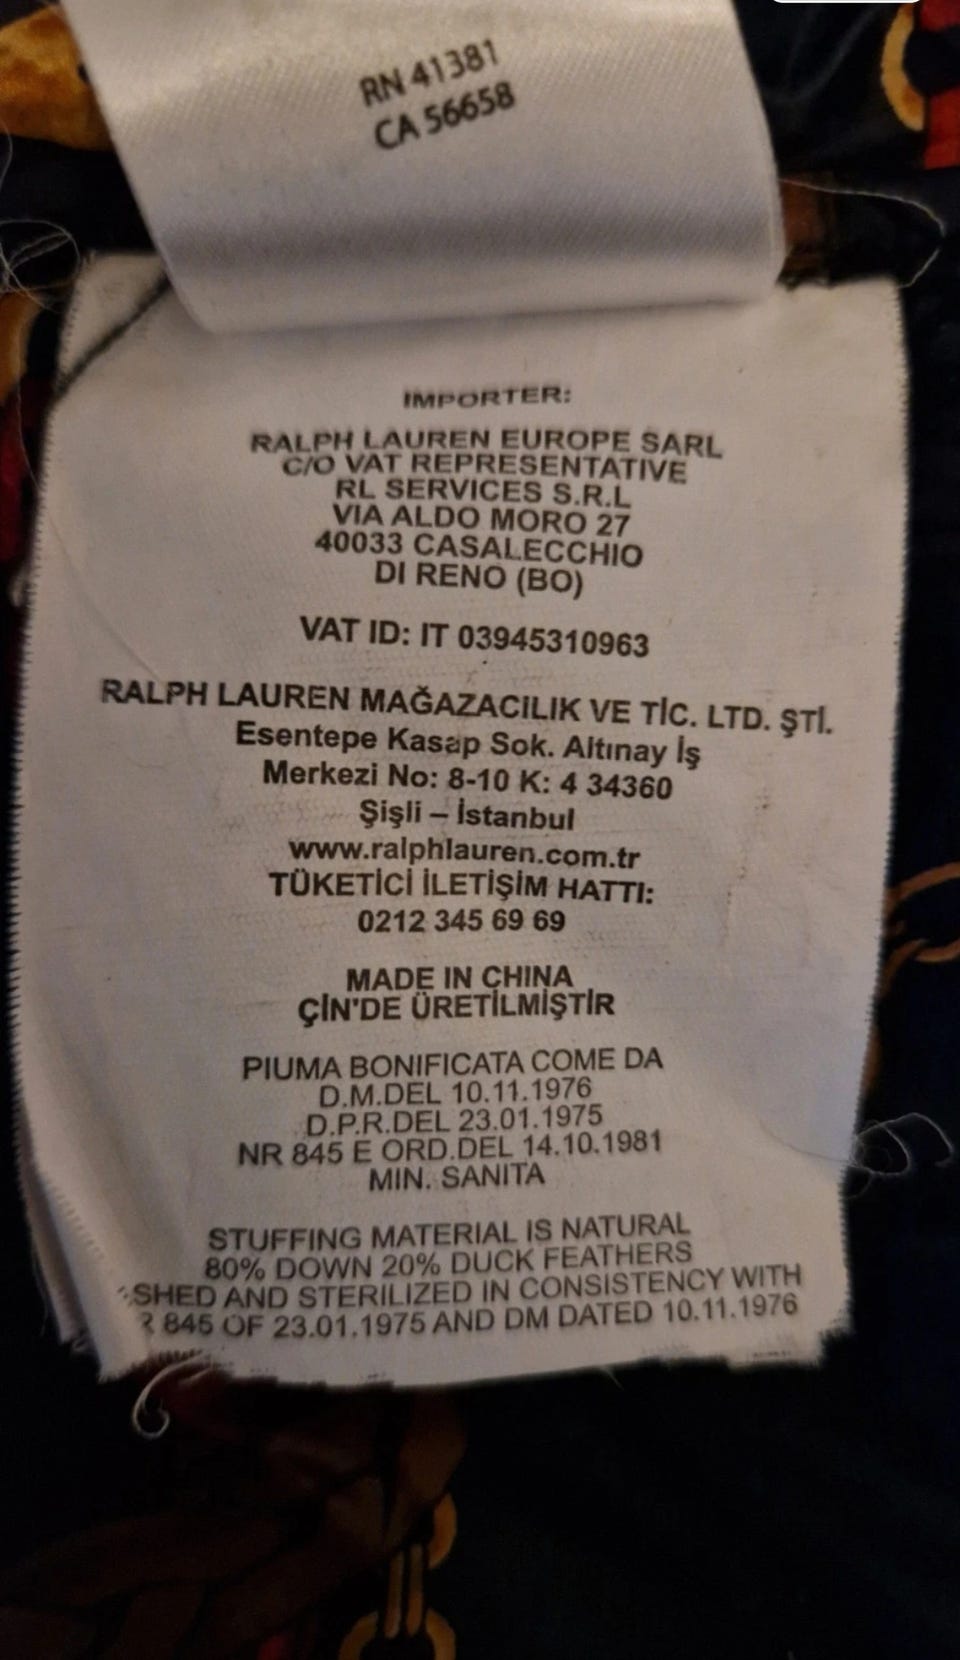 RN 41381
CA 56658
IMPORTER:
RALPH LAUREN EUROPE SARL
C/O VAT REPRESENTATIVE
RL SERVICES S.R.L
VIA ALDO MORO 27
40033 CASALECCHIO
DI RENO (BO)
VAT ID: IT 03945310963
RALPH LAUREN MAĞAZACILIK VE TİC. LTD. ŞTİ.
Esentepe Kasap Sok. Altınay İş
Merkezi No: 8-10 K: 4 34360
Şişli – İstanbul
www.ralphlauren.com.tr
TÜKETİCİ İLETİŞİM HATTI:
0212 345 69 69
MADE IN CHINA
ÇİN'DE ÜRETİLMİŞTİR
PIUMA BONIFICATA COME DA
D.M.DEL 10.11.1976
D.P.R.DEL 23.01.1975
NR 845 E ORD.DEL 14.10.1981
MIN. SANITA
STUFFING MATERIAL IS NATURAL
80% DOWN 20% DUCK FEATHERS
SHED AND STERILIZED IN CONSISTENCY WITH
R 845 OF 23.01.1975 AND DM DATED 10.11.1976